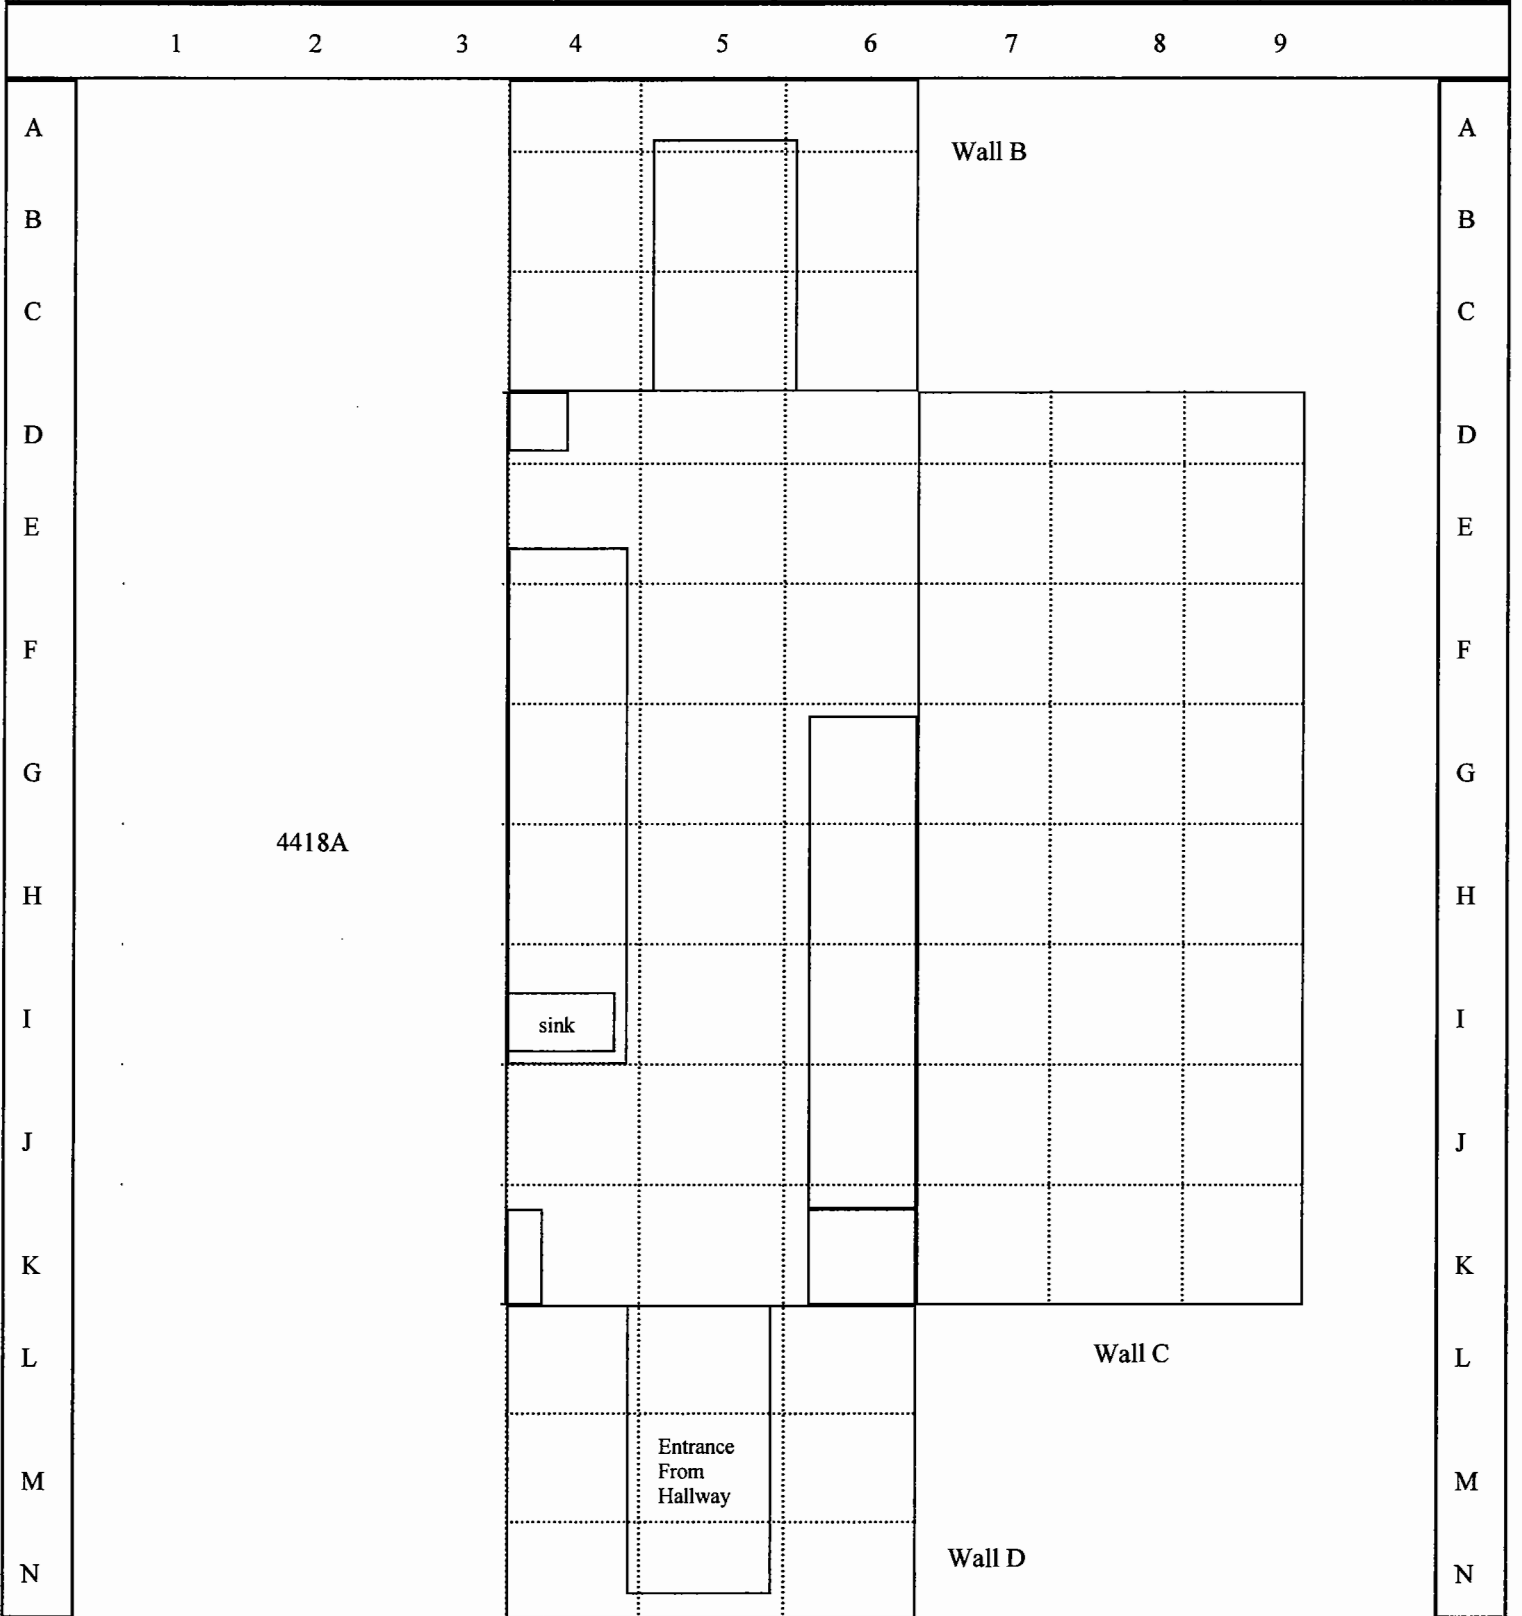 1 2 3 4 5 6 7 8 9
A A
Wall B
B B
C C
D D
E E
F F
G G
4418A
H H
I sink I
J J
K K
L Wall C L
Entrance
From
M Hallway M
Wall D
N N